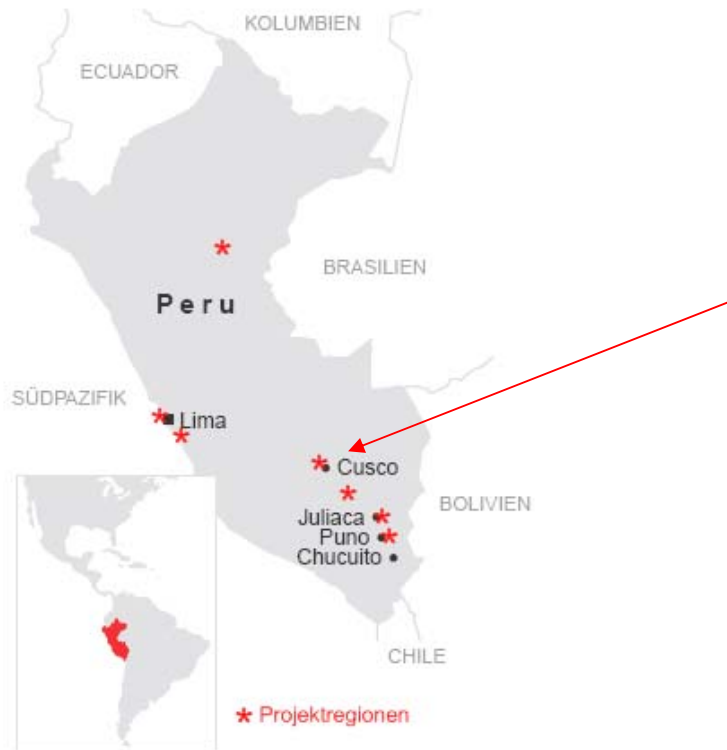 KOLUMBIEN
ECUADOR
BRASILIEN
Peru
SÜDPAZIFIK
Lima
Cusco
Juliaca
BOLIVIEN
Puno
Chucuito
CHILE
* Projektregionen